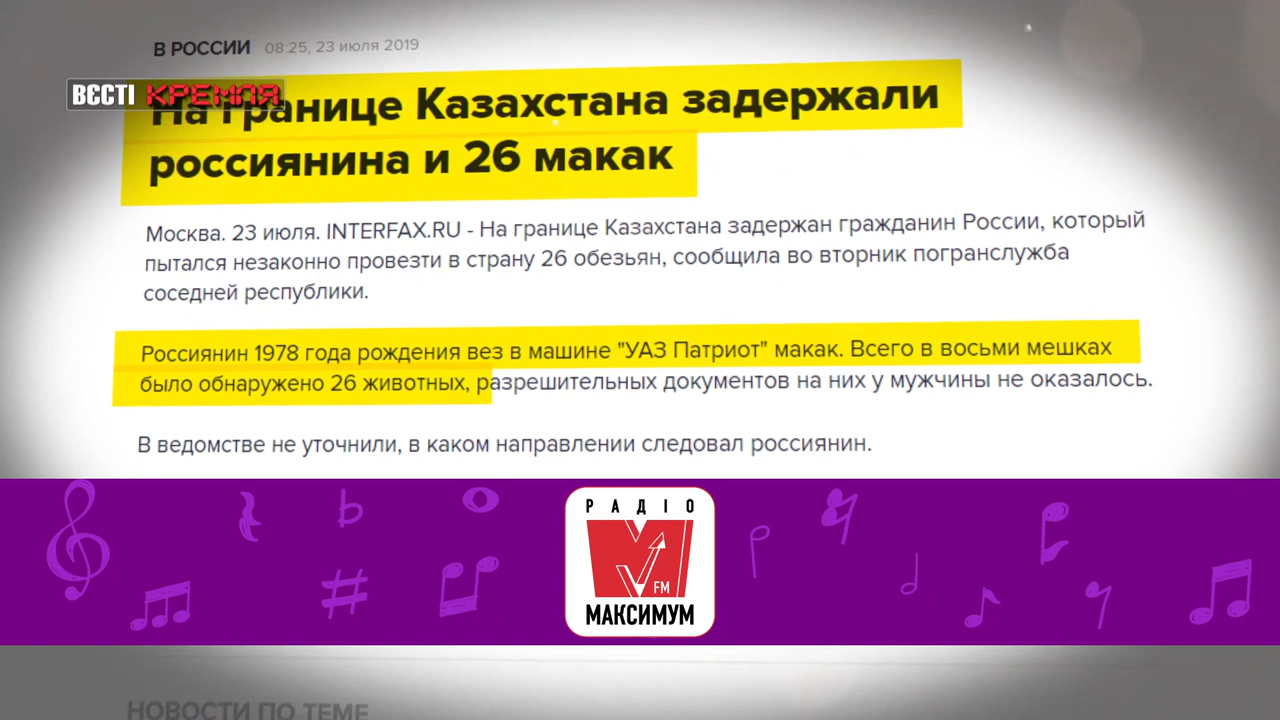 В РОССИИ 08:25, 23 июля 2019
ВЄСТІ КРЕМЛЯ
На границе Казахстана задержали
россиянина и 26 макак
Москва. 23 июля. INTERFAX.RU - На границе Казахстана задержан гражданин России, который
пытался незаконно провезти в страну 26 обезьян, сообщила во вторник погранслужба
соседней республики.
Россиянин 1978 года рождения вез в машине "УАЗ Патриот" макак. Всего в восьми мешках
было обнаружено 26 животных, разрешительных документов на них у мужчины не оказалось.
В ведомстве не уточнили, в каком направлении следовал россиянин.
РАДІО
FM
МАКСИМУМ
НОВОСТИ ПО ТЕМЕ